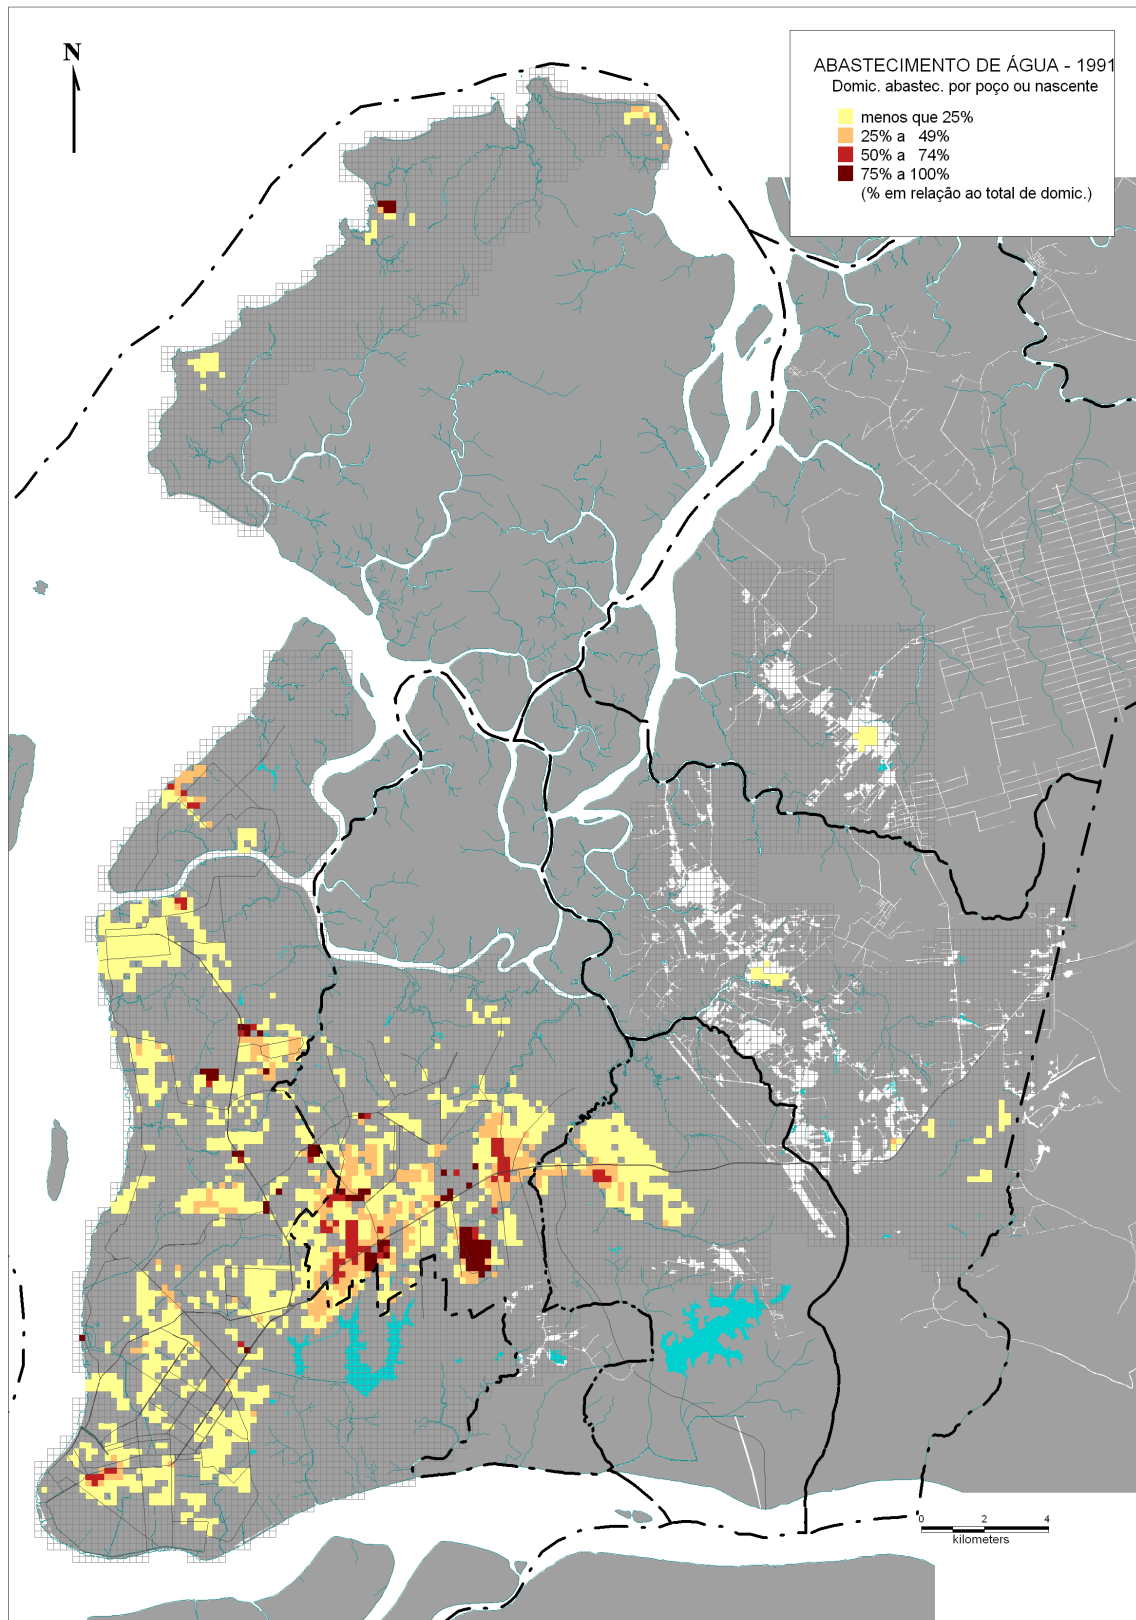 N
ABASTECIMENTO DE ÁGUA - 1991
Domic. abastec. por poço ou nascente
menos que 25%
25% a 49%
50% a 74%
75% a 100%
(% em relação ao total de domic.)
0 2 4
kilometers